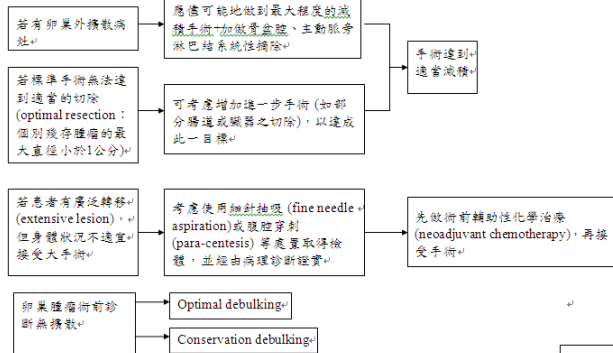 若有卵巢外擴散病
灶
應儘可能地做到最大程度的減
積手術+加做骨盆腔、主動脈旁
淋巴結系統性摘除
手術達到
適當減積
若標準手術無法達
到適當的切除
(optimal resection：
個別殘存腫瘤的最
大直徑小於1公分)
可考慮增加進一步手術 (如部
分腸道或臟器之切除)，以達成
此一目標
若患者有廣泛轉移
(extensive lesion)，
但身體狀況不適宜
接受大手術
考慮使用細針抽吸 (fine needle
aspiration)或腹腔穿刺
(para-centesis) 等處置取得檢
體，並經由病理診斷證實
先做術前輔助性化學治療
(neoadjuvant chemotherapy)，再接
受手術
卵巢腫瘤術前診
斷無擴散
Optimal debulking
Conservation debulking